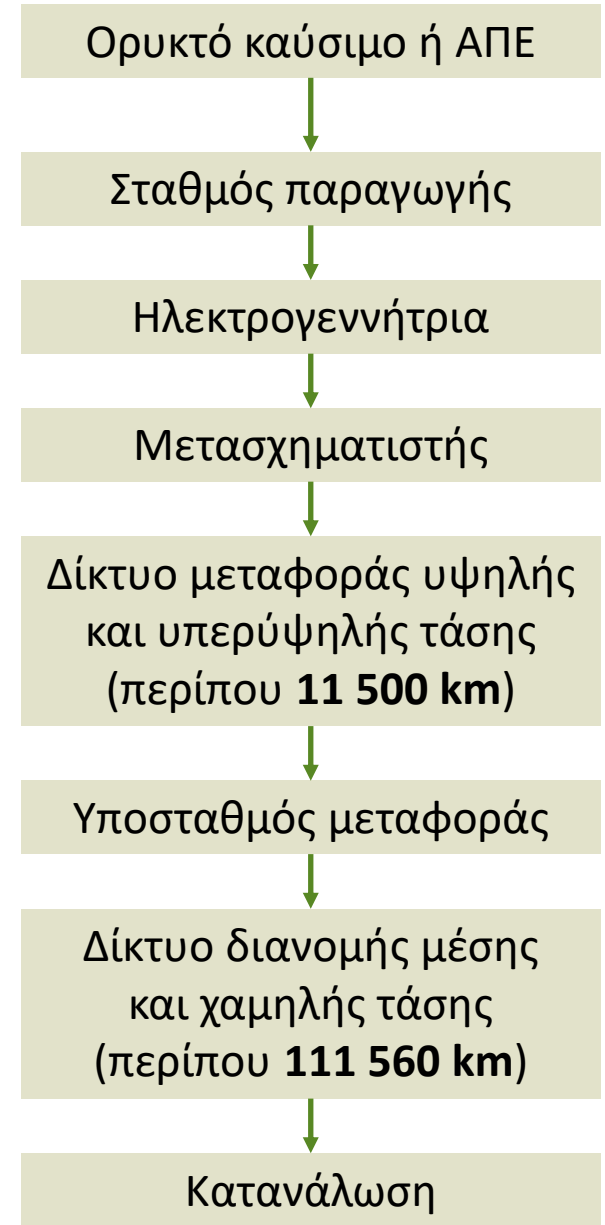 Ορυκτό καύσιμο ή ΑΠΕ
Σταθμός παραγωγής
Ηλεκτρογεννήτρια
Μετασχηματιστής
Δίκτυο μεταφοράς υψηλής
και υπερύψηλής τάσης
(περίπου 11 500 km)
Υποσταθμός μεταφοράς
Δίκτυο διανομής μέσης
και χαμηλής τάσης
(περίπου 111 560 km)
Κατανάλωση